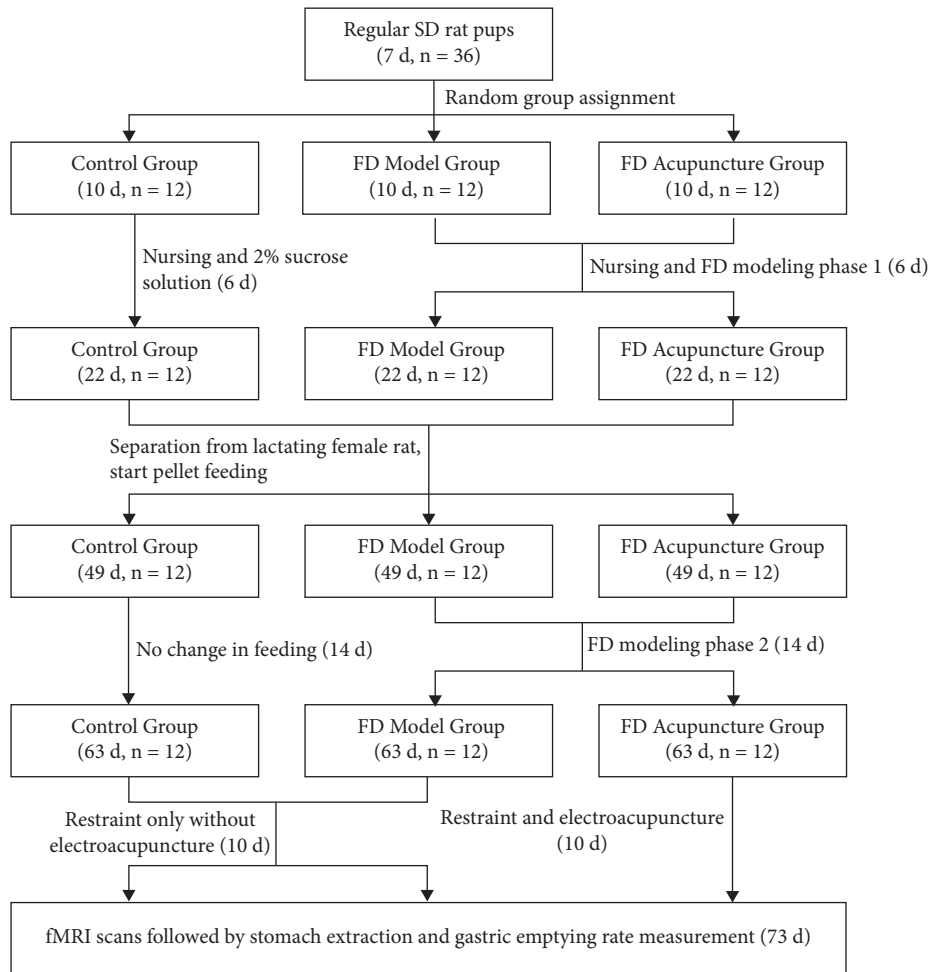 Regular SD rat pups
(7 d, n = 36)
Random group assignment
Control Group
(10 d, n = 12)
FD Model Group
(10 d, n = 12)
FD Acupuncture Group
(10 d, n = 12)
Nursing and 2% sucrose
solution (6 d)
Nursing and FD modeling phase 1 (6 d)
Control Group
(22 d, n = 12)
FD Model Group
(22 d, n = 12)
FD Acupuncture Group
(22 d, n = 12)
Separation from lactating female rat,
start pellet feeding
Control Group
(49 d, n = 12)
FD Model Group
(49 d, n = 12)
FD Acupuncture Group
(49 d, n = 12)
No change in feeding (14 d)
FD modeling phase 2 (14 d)
Control Group
(63 d, n = 12)
FD Model Group
(63 d, n = 12)
FD Acupuncture Group
(63 d, n = 12)
Restraint only without
electroacupuncture (10 d)
Restraint and electroacupuncture
(10 d)
fMRI scans followed by stomach extraction and gastric emptying rate measurement (73 d)